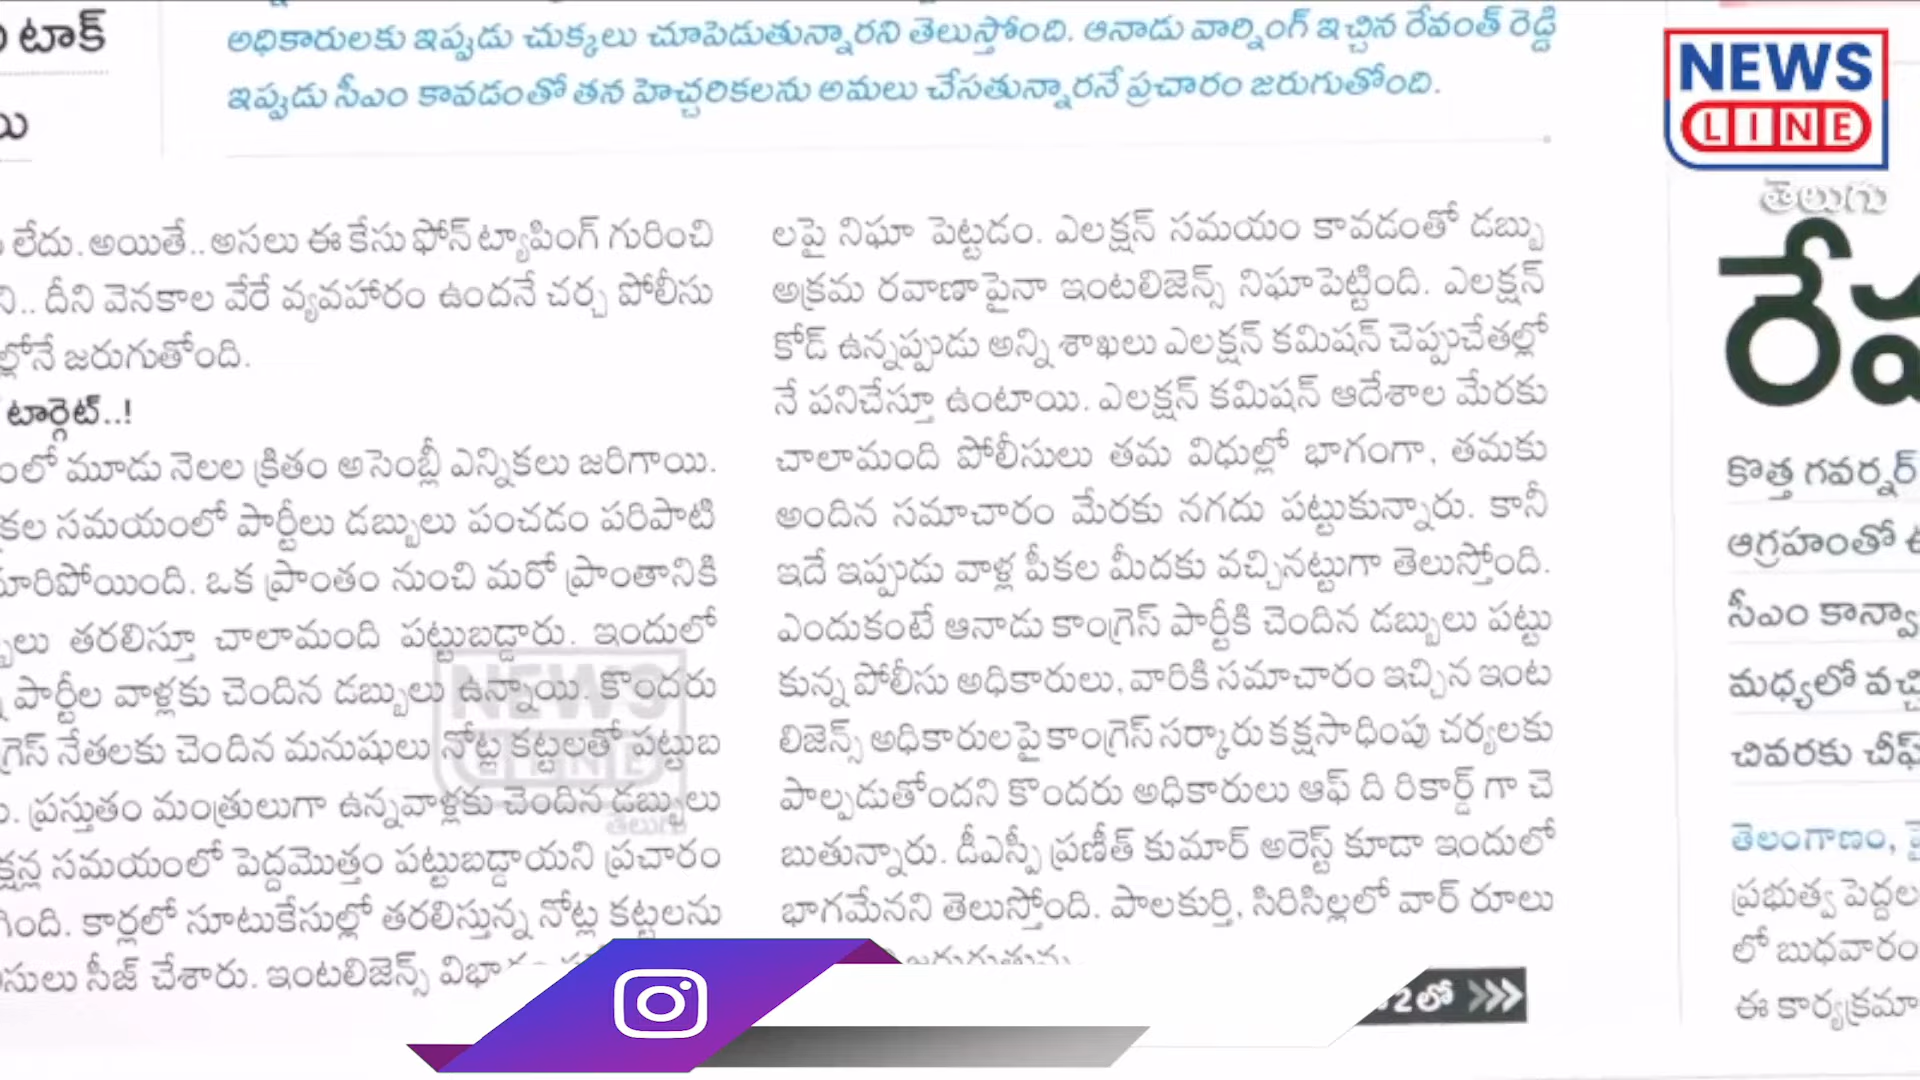 టాక్
అధికారులకు ఇప్పుడు చుక్కలు చూపెడుతున్నారని తెలుస్తోంది. ఆనాడు వార్నింగ్ ఇచ్చిన రేవంత్ రెడ్డి
ఇప్పుడు సీఎం కావడంతో తన హెచ్చరికలను అమలు చేసతున్నారనే ప్రచారం జరుగుతోంది.
లేదు. అయితే.. అసలు ఈ కేసు ఫోన్ ట్యాపింగ్ గురించి
ని.. దీని వెనకాల వేరే వ్యవహారం ఉందనే చర్చ పోలీసు
ల్లోనే జరుగుతోంది.
టార్గెట్..!
ంలో మూడు నెలల క్రితం అసెంబ్లీ ఎన్నికలు జరిగాయి.
కల సమయంలో పార్టీలు డబ్బులు పంచడం పరిపాటి
మారిపోయింది. ఒక ప్రాంతం నుంచి మరో ప్రాంతానికి
బ్బులు తరలిస్తూ చాలామంది పట్టుబడ్డారు. ఇందులో
పార్టీల వాళ్లకు చెందిన డబ్బులు ఉన్నాయి. కొందరు
గ్రెస్ నేతలకు చెందిన మనుషులు నోట్ల కట్టలతో పట్టుబ
ప్రస్తుతం మంత్రులుగా ఉన్నవాళ్లకు చెందిన డబ్బులు
క్షన్ల సమయంలో పెద్దమొత్తం పట్టుబడ్డాయని ప్రచారం
గింది. కార్లలో సూటుకేసుల్లో తరలిస్తున్న నోట్ల కట్టలను
సులు సీజ్ చేశారు. ఇంటలిజెన్స్ విభా
లపై నిఘా పెట్టడం. ఎలక్షన్ సమయం కావడంతో డబ్బు
అక్రమ రవాణాపైనా ఇంటలిజెన్స్ నిఘాపెట్టింది. ఎలక్షన్
కోడ్ ఉన్నప్పుడు అన్ని శాఖలు ఎలక్షన్ కమిషన్ చెప్పుచేతల్లో
నే పనిచేస్తూ ఉంటాయి. ఎలక్షన్ కమిషన్ ఆదేశాల మేరకు
చాలామంది పోలీసులు తమ విధుల్లో భాగంగా, తమకు
అందిన సమాచారం మేరకు నగదు పట్టుకున్నారు. కానీ
ఇదే ఇప్పుడు వాళ్ల పీకల మీదకు వచ్చినట్టుగా తెలుస్తోంది.
ఎందుకంటే ఆనాడు కాంగ్రెస్ పార్టీకి చెందిన డబ్బులు పట్టు
కున్న పోలీసు అధికారులు, వారికి సమాచారం ఇచ్చిన ఇంట
లిజెన్స్ అధికారులపై కాంగ్రెస్ సర్కారు కక్షసాధింపు చర్యలకు
పాల్పడుతోందని కొందరు అధికారులు ఆఫ్ ది రికార్డ్ గా చె
బుతున్నారు. డీఎస్పీ ప్రణీత్ కుమార్ అరెస్ట్ కూడా ఇందులో
భాగమేనని తెలుస్తోంది. పాలకుర్తి, సిరిసిల్లలో వార్ రూలు
2లో
NEWS
LINE
తెలుగు
రేవ
కొత్త గవర్నర్
ఆగ్రహంతో
సీఎం కాన్వా
మధ్యలో వచ్చి
చివరకు చీఫ్
తెలంగాణం,
ప్రభుత్వ పెద్దల
లో బుధవారం
ఈ కార్యక్రమా
NEWS
LINE
తెలుగు